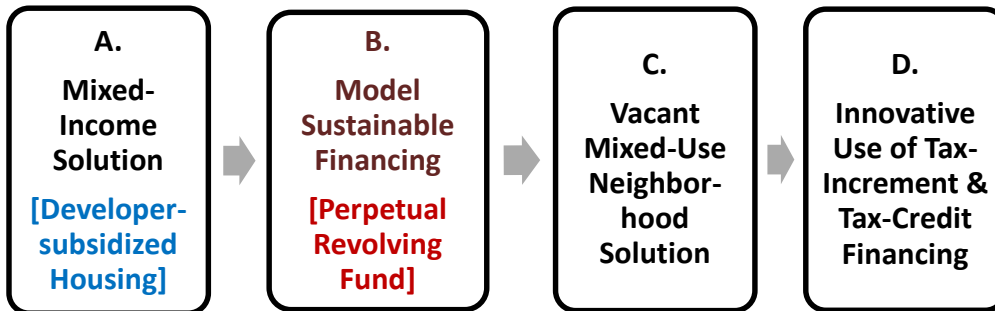 A.
Mixed-
Income
Solution
[Developer-
subsidized
Housing]
B.
Model
Sustainable
Financing
[Perpetual
Revolving
Fund]
C.
Vacant
Mixed-Use
Neighbor-
hood
Solution
D.
Innovative
Use of Tax-
Increment &
Tax-Credit
Financing